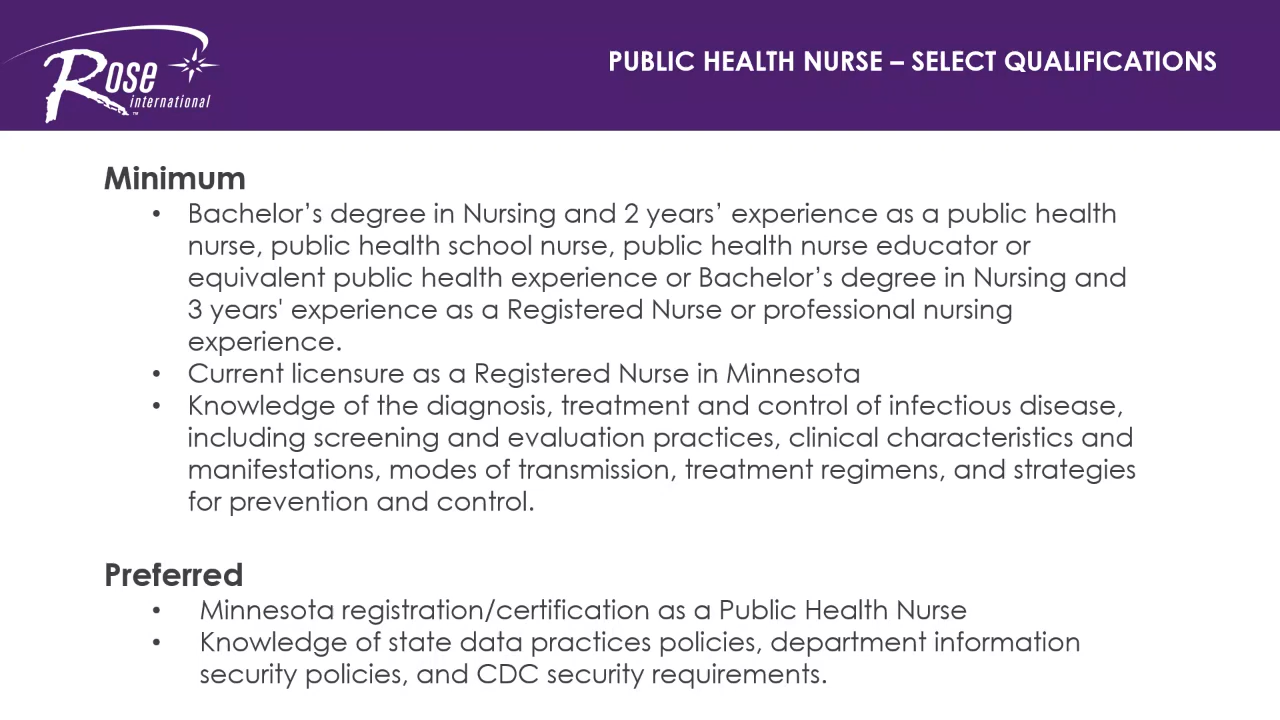 Rose
international
™
PUBLIC HEALTH NURSE – SELECT QUALIFICATIONS
Minimum
• Bachelor’s degree in Nursing and 2 years’ experience as a public health
nurse, public health school nurse, public health nurse educator or
equivalent public health experience or Bachelor’s degree in Nursing and
3 years' experience as a Registered Nurse or professional nursing
experience.
• Current licensure as a Registered Nurse in Minnesota
• Knowledge of the diagnosis, treatment and control of infectious disease,
including screening and evaluation practices, clinical characteristics and
manifestations, modes of transmission, treatment regimens, and strategies
for prevention and control.
Preferred
• Minnesota registration/certification as a Public Health Nurse
• Knowledge of state data practices policies, department information
security policies, and CDC security requirements.